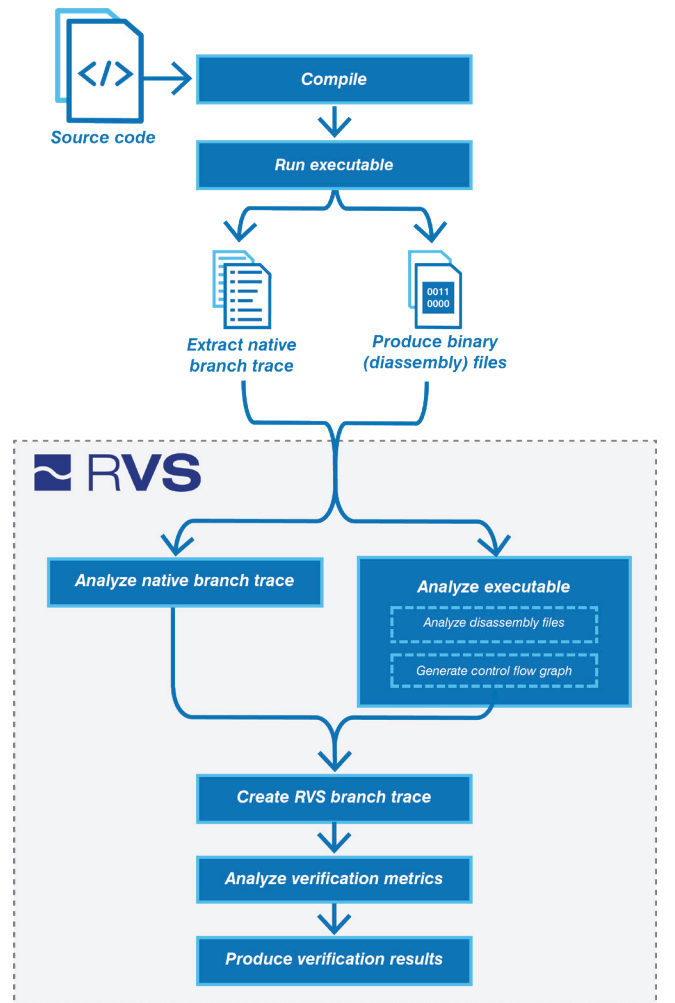 </>
Source code
Compile
Run executable
Extract native
branch trace
0011
0000
Produce binary
(diassembly) files
RVS
Analyze native branch trace
Analyze executable
Analyze disassembly files
Generate control flow graph
Create RVS branch trace
Analyze verification metrics
Produce verification results